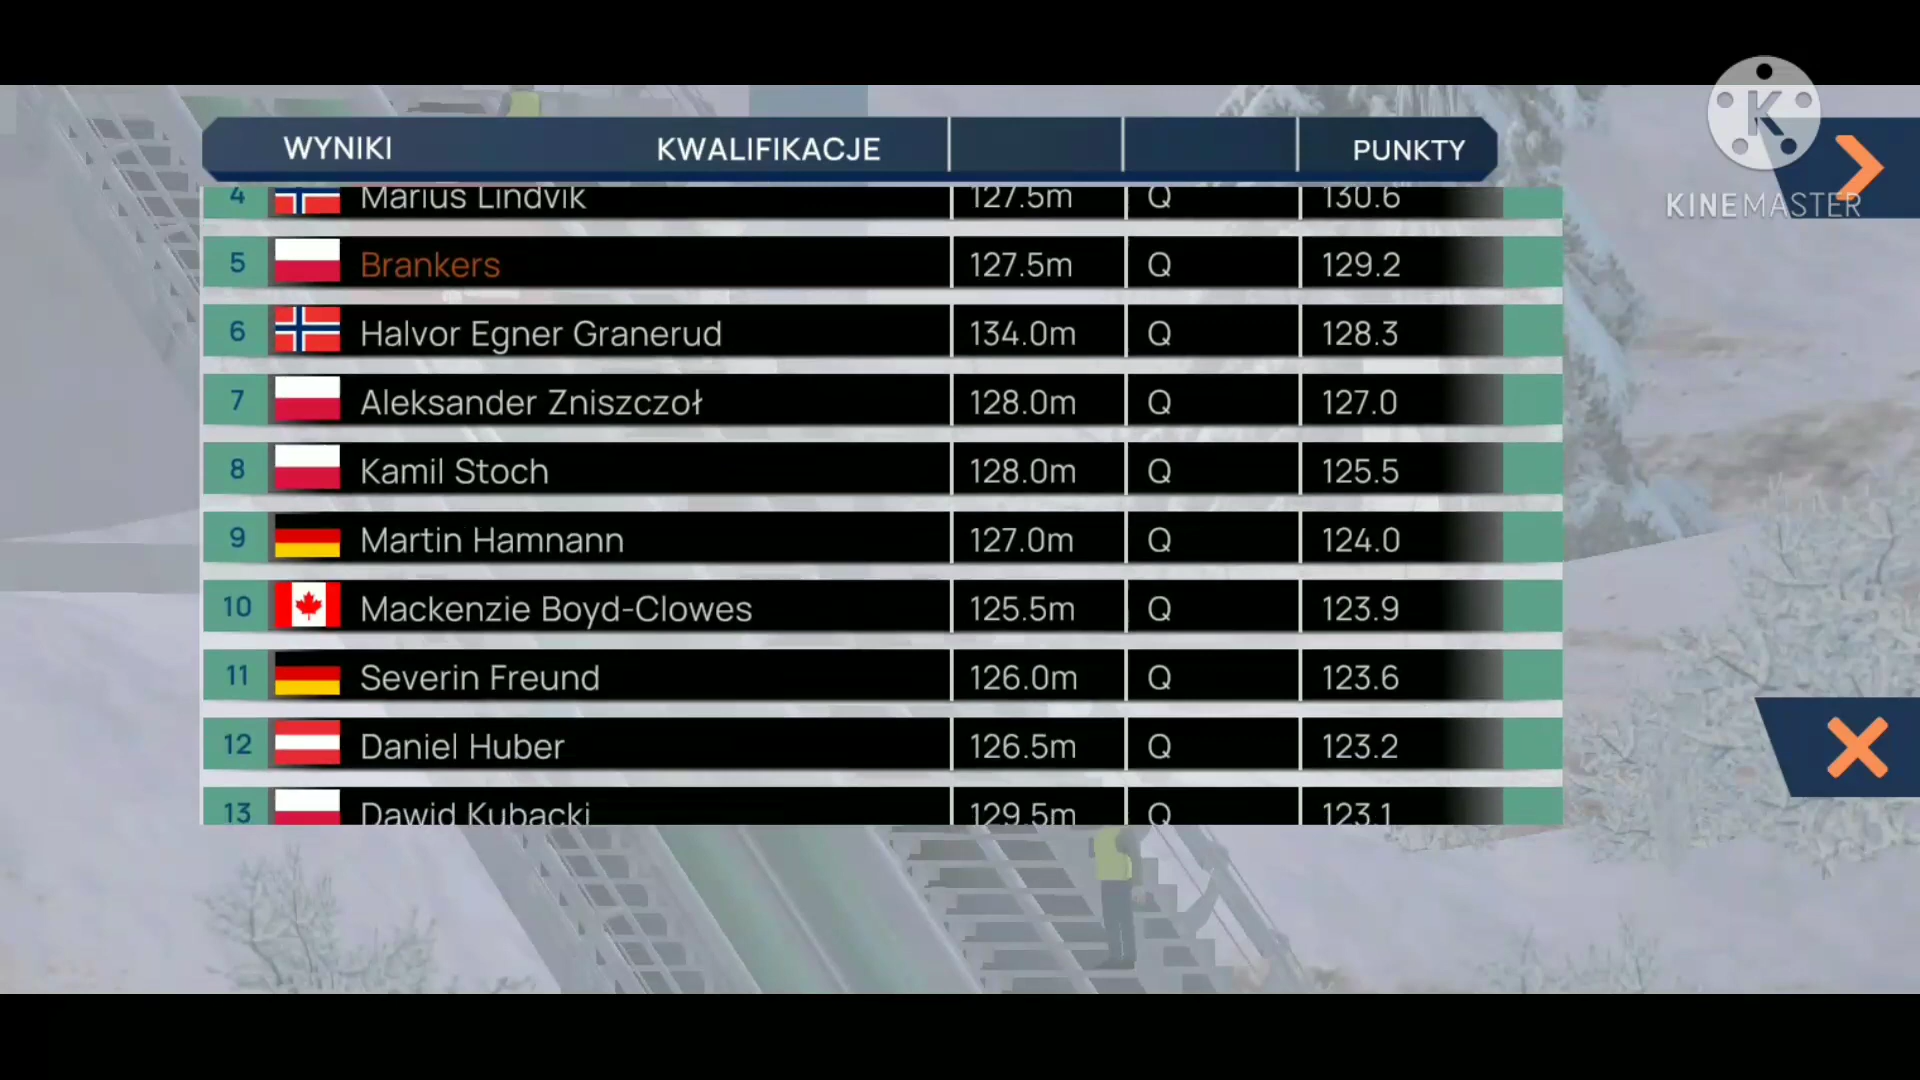 WYNIKI KWALIFIKACJE PUNKTY
K
KINEMASTER
4 Marius Lindvik 127.5m Q 130.6
5 Brankers 127.5m Q 129.2
6 Halvor Egner Granerud 134.0m Q 128.3
7 Aleksander Zniszczoł 128.0m Q 127.0
8 Kamil Stoch 128.0m Q 125.5
9 Martin Hamnann 127.0m Q 124.0
10 Mackenzie Boyd-Clowes 125.5m Q 123.9
11 Severin Freund 126.0m Q 123.6
12 Daniel Huber 126.5m Q 123.2
13 Dawid Kubacki 129.5m Q 123.1